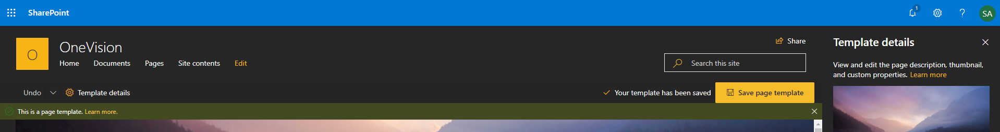 SharePoint
1
SA
O
OneVision
Home Documents Pages Site contents Edit
Share
Search this site
Undo
Template details
Your template has been saved
Save page template
This is a page template. Learn more.
Template details
View and edit the page description, thumbnail,
and custom properties. Learn more